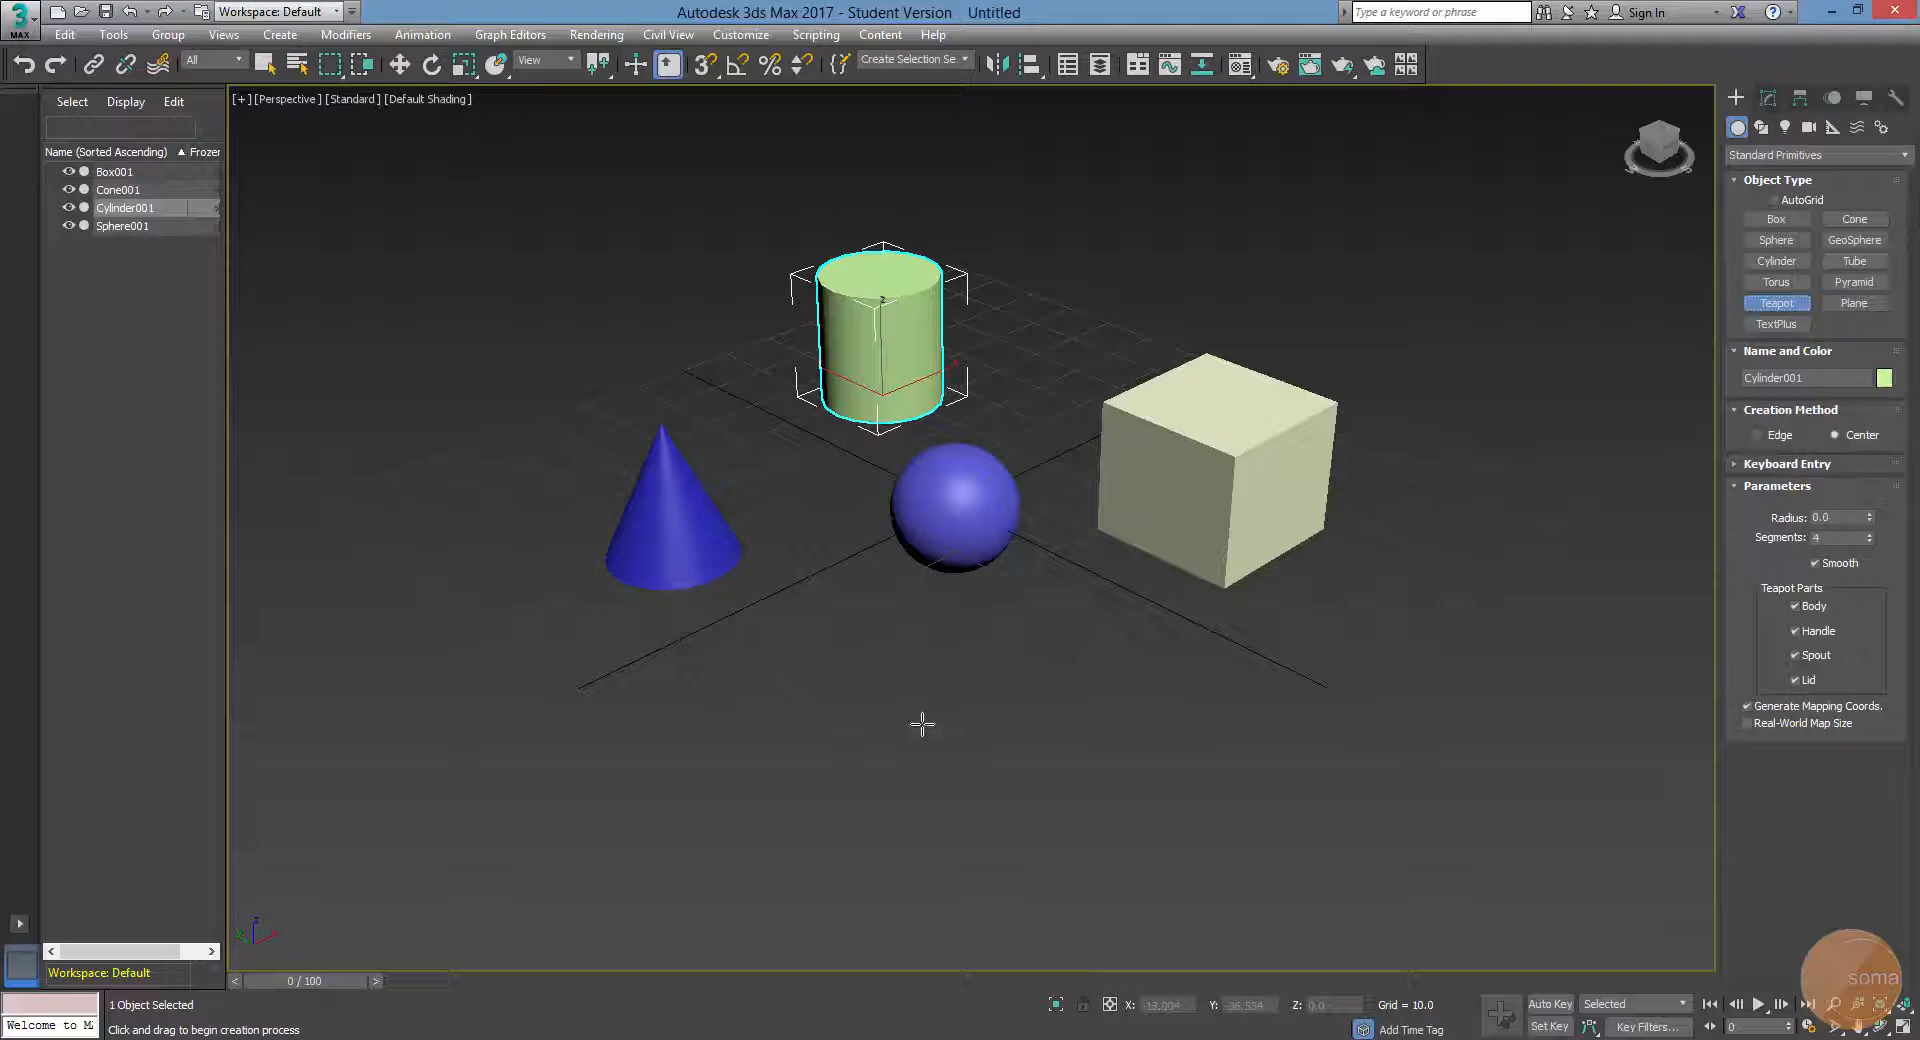 MAX
Workspace: Default
Autodesk 3ds Max 2017 - Student Version    Untitled
Type a keyword or phrase
Sign In
Edit Tools Group Views Create Modifiers Animation Graph Editors Rendering Civil View Customize Scripting Content Help
All
View
Create Selection Se
Select Display Edit
[+] [Perspective] [Standard] [Default Shading]
Name (Sorted Ascending) ▲ Frozen
Box001
Cone001
Cylinder001
Sphere001
Standard Primitives
Object Type
AutoGrid
Box Cone
Sphere GeoSphere
Cylinder Tube
Torus Pyramid
Teapot Plane
TextPlus
Name and Color
Cylinder001
Creation Method
Edge Center
Keyboard Entry
Parameters
Radius: 0.0
Segments: 4
Smooth
Teapot Parts
Body
Handle
Spout
Lid
Generate Mapping Coords.
Real-World Map Size
z
Workspace: Default
< 0 / 100 >
soma
1 Object Selected
X: Y: Z: 0.0 Grid = 10.0
Auto Key Selected
Welcome to M
Click and drag to begin creation process
Add Time Tag
Set Key Key Filters...
0